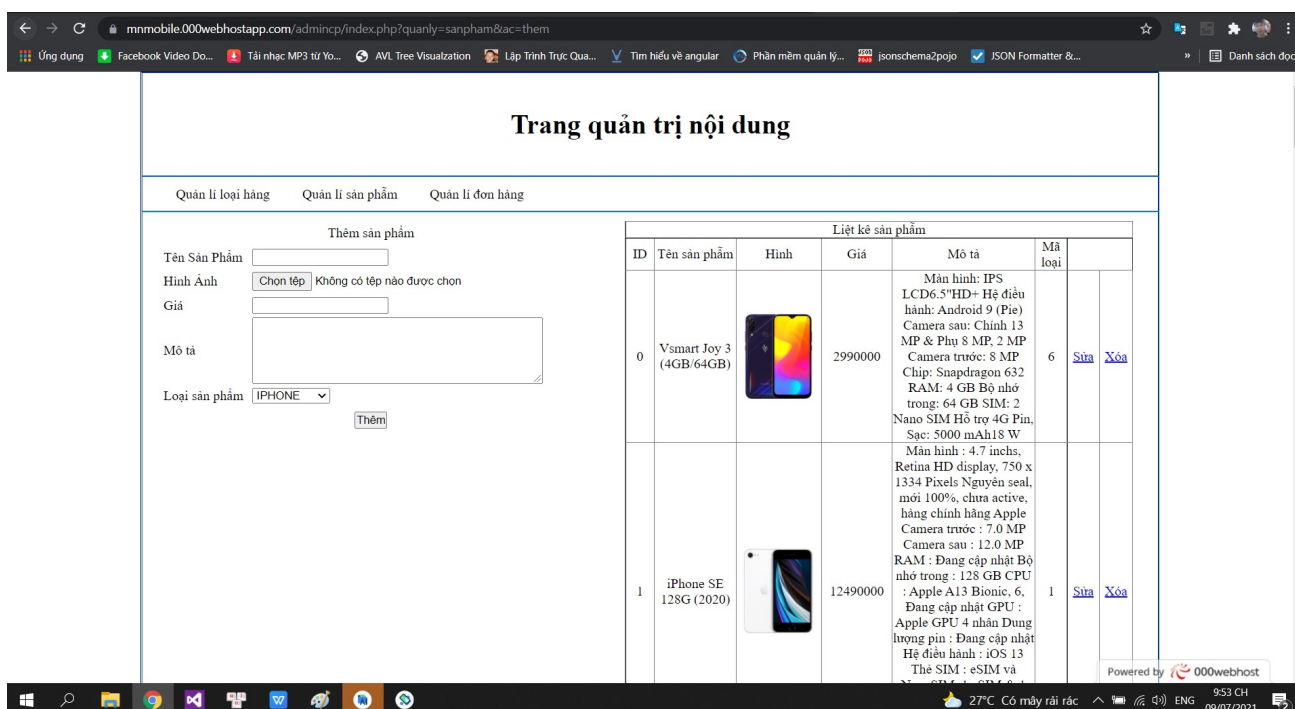 mnmobile.000webhostapp.com/admincp/index.php?quanly=sanpham&ac=them
Ứng dụng Facebook Video Do... Tải nhạc MP3 từ Yo... AVL Tree Visualzation Lập Trình Trực Qua... Tìm hiểu về angular Phần mềm quản lý... jsonschema2pojo JSON Formatter &... » Danh sách đọc
Trang quản trị nội dung
Quản lí loại hàng Quản lí sản phẩm Quản lí đơn hàng
Thêm sản phẩm
Tên Sản Phẩm
Hình Ảnh Chọn tệp Không có tệp nào được chọn
Giá
Mô tả
Loại sản phẩm IPHONE
Thêm
Liệt kê sản phẩm
ID Tên sản phẩm Hình Giá Mô tả Mã
loại
0 Vsmart Joy 3
(4GB/64GB)
2990000
Màn hình: IPS
LCD6.5"HD+ Hệ điều
hành: Android 9 (Pie)
Camera sau: Chính 13
MP & Phụ 8 MP, 2 MP
Camera trước: 8 MP
Chip: Snapdragon 632
RAM: 4 GB Bộ nhớ
trong: 64 GB SIM: 2
Nano SIM Hỗ trợ 4G Pin,
Sạc: 5000 mAh18 W
6 Sửa Xóa
1 iPhone SE
128G (2020)
12490000
Màn hình : 4.7 inchs,
Retina HD display, 750 x
1334 Pixels Nguyên seal,
mới 100%, chưa active,
hàng chính hãng Apple
Camera trước : 7.0 MP
Camera sau : 12.0 MP
RAM : Đang cập nhật Bộ
nhớ trong : 128 GB CPU
: Apple A13 Bionic, 6,
Đang cập nhật GPU :
Apple GPU 4 nhân Dung
lượng pin : Đang cập nhật
Hệ điều hành : iOS 13
Thẻ SIM : eSIM và
1 Sửa Xóa
Powered by 000webhost
27°C Có mây rải rác ENG 9:53 CH
09/07/2021